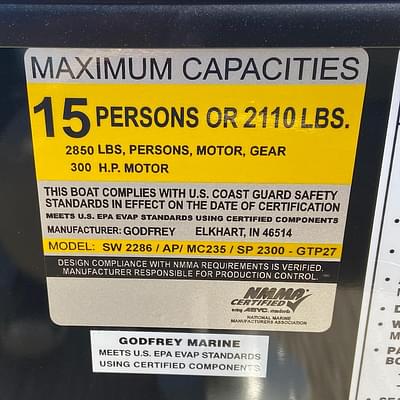 MAXIMUM CAPACITIES
15 PERSONS OR 2110 LBS.
2850 LBS, PERSONS, MOTOR, GEAR
300 H.P. MOTOR
THIS BOAT COMPLIES WITH U.S. COAST GUARD SAFETY
STANDARDS IN EFFECT ON THE DATE OF CERTIFICATION
MEETS U.S. EPA EVAP STANDARDS USING CERTIFIED COMPONENTS
MANUFACTURER: GODFREY ELKHART, IN 46514
MODEL: SW 2286 / AP/ MC235 / SP 2300 - GTP27
DESIGN COMPLIANCE WITH NMMA REQUIREMENTS IS VERIFIED.
MANUFACTURER RESPONSIBLE FOR PRODUCTION CONTROL.
NMMA
CERTIFIED
using ABYC. standards
NATIONAL MARINE
MANUFACTURERS ASSOCIATION
GODFREY MARINE
MEETS U.S. EPA EVAP STANDARDS
USING CERTIFIED COMPONENTS